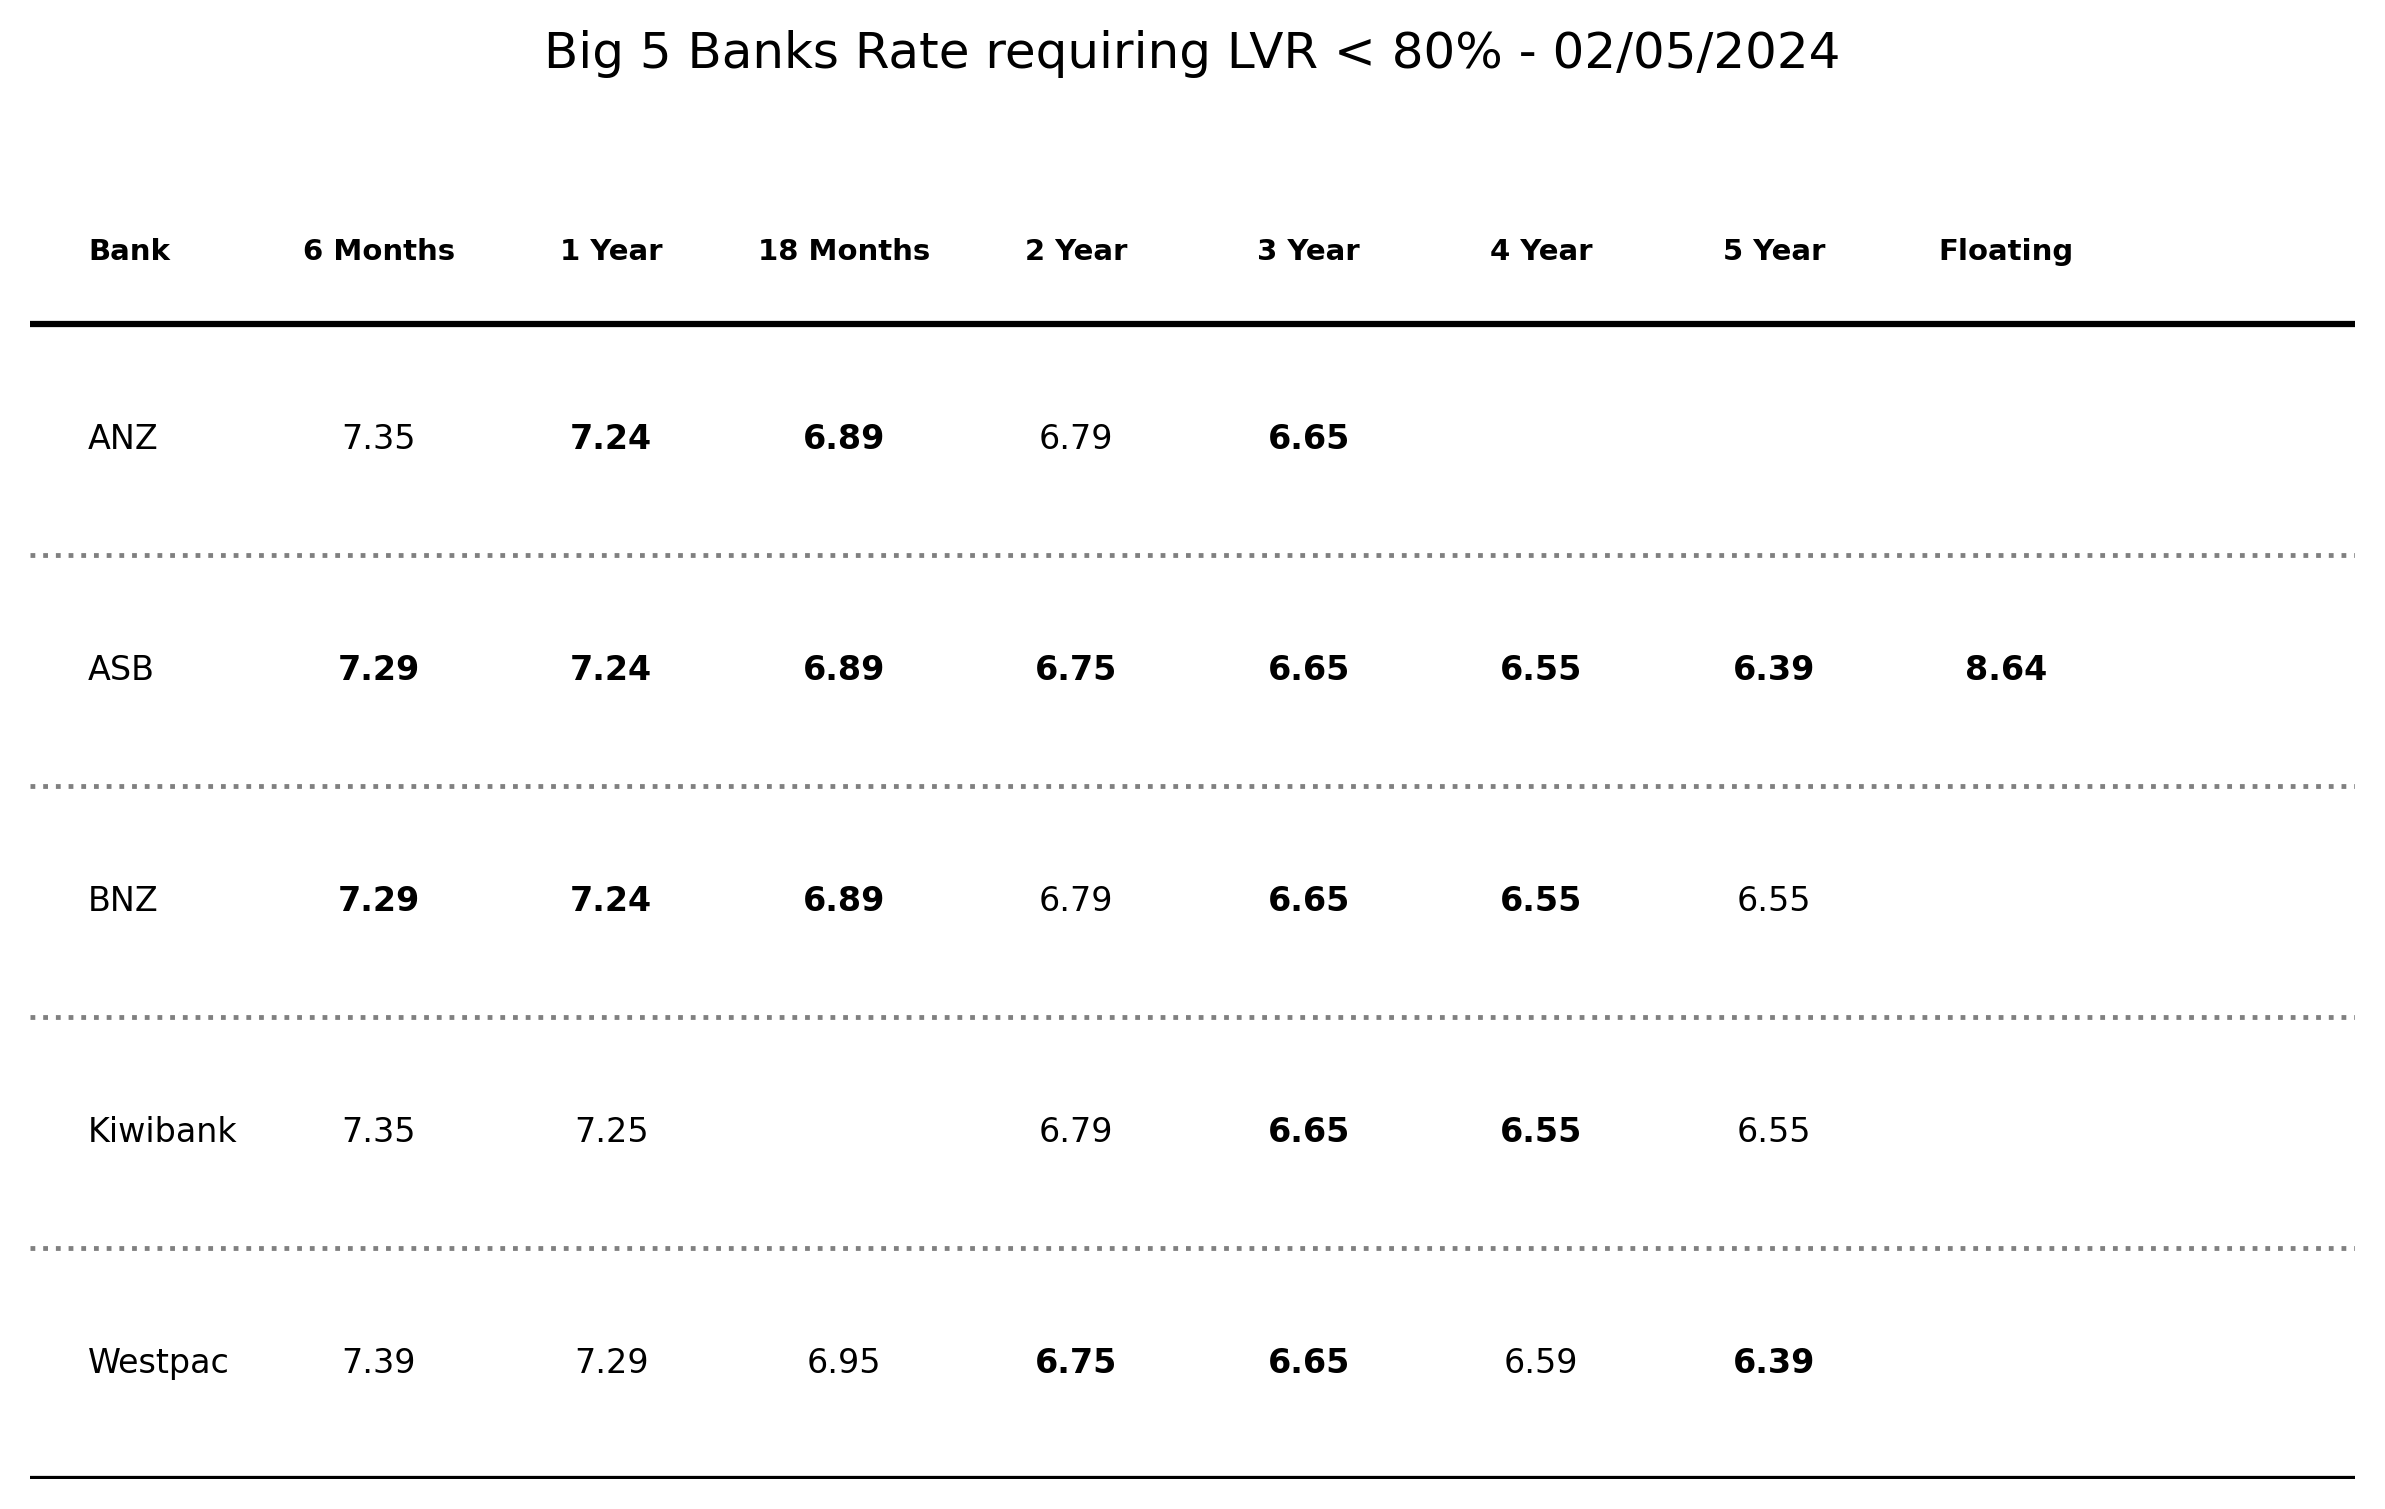 Big 5 Banks Rate requiring LVR < 80% - 02/05/2024
Bank 6 Months 1 Year 18 Months 2 Year 3 Year 4 Year 5 Year Floating
ANZ 7.35 7.24 6.89 6.79 6.65
ASB 7.29 7.24 6.89 6.75 6.65 6.55 6.39 8.64
BNZ 7.29 7.24 6.89 6.79 6.65 6.55 6.55
Kiwibank 7.35 7.25 6.79 6.65 6.55 6.55
Westpac 7.39 7.29 6.95 6.75 6.65 6.59 6.39